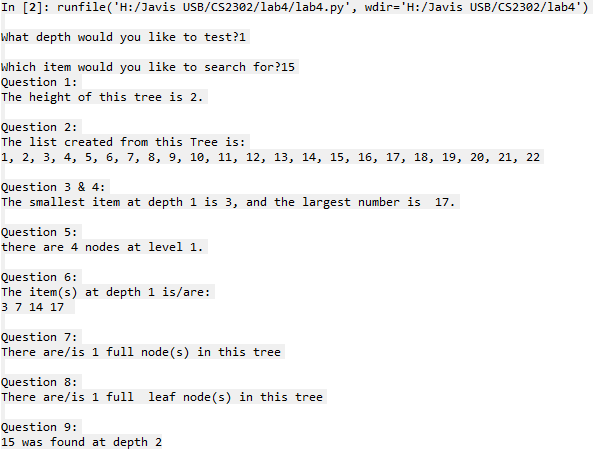 In [2]: runfile('H:/Javis USB/CS2302/lab4/lab4.py', wdir='H:/Javis USB/CS2302/lab4')
What depth would you like to test?1
Which item would you like to search for?15
Question 1:
The height of this tree is 2.
Question 2:
The list created from this Tree is:
1, 2, 3, 4, 5, 6, 7, 8, 9, 10, 11, 12, 13, 14, 15, 16, 17, 18, 19, 20, 21, 22
Question 3 & 4:
The smallest item at depth 1 is 3, and the largest number is  17.
Question 5:
there are 4 nodes at level 1.
Question 6:
The item(s) at depth 1 is/are:
3 7 14 17
Question 7:
There are/is 1 full node(s) in this tree
Question 8:
There are/is 1 full  leaf node(s) in this tree
Question 9:
15 was found at depth 2